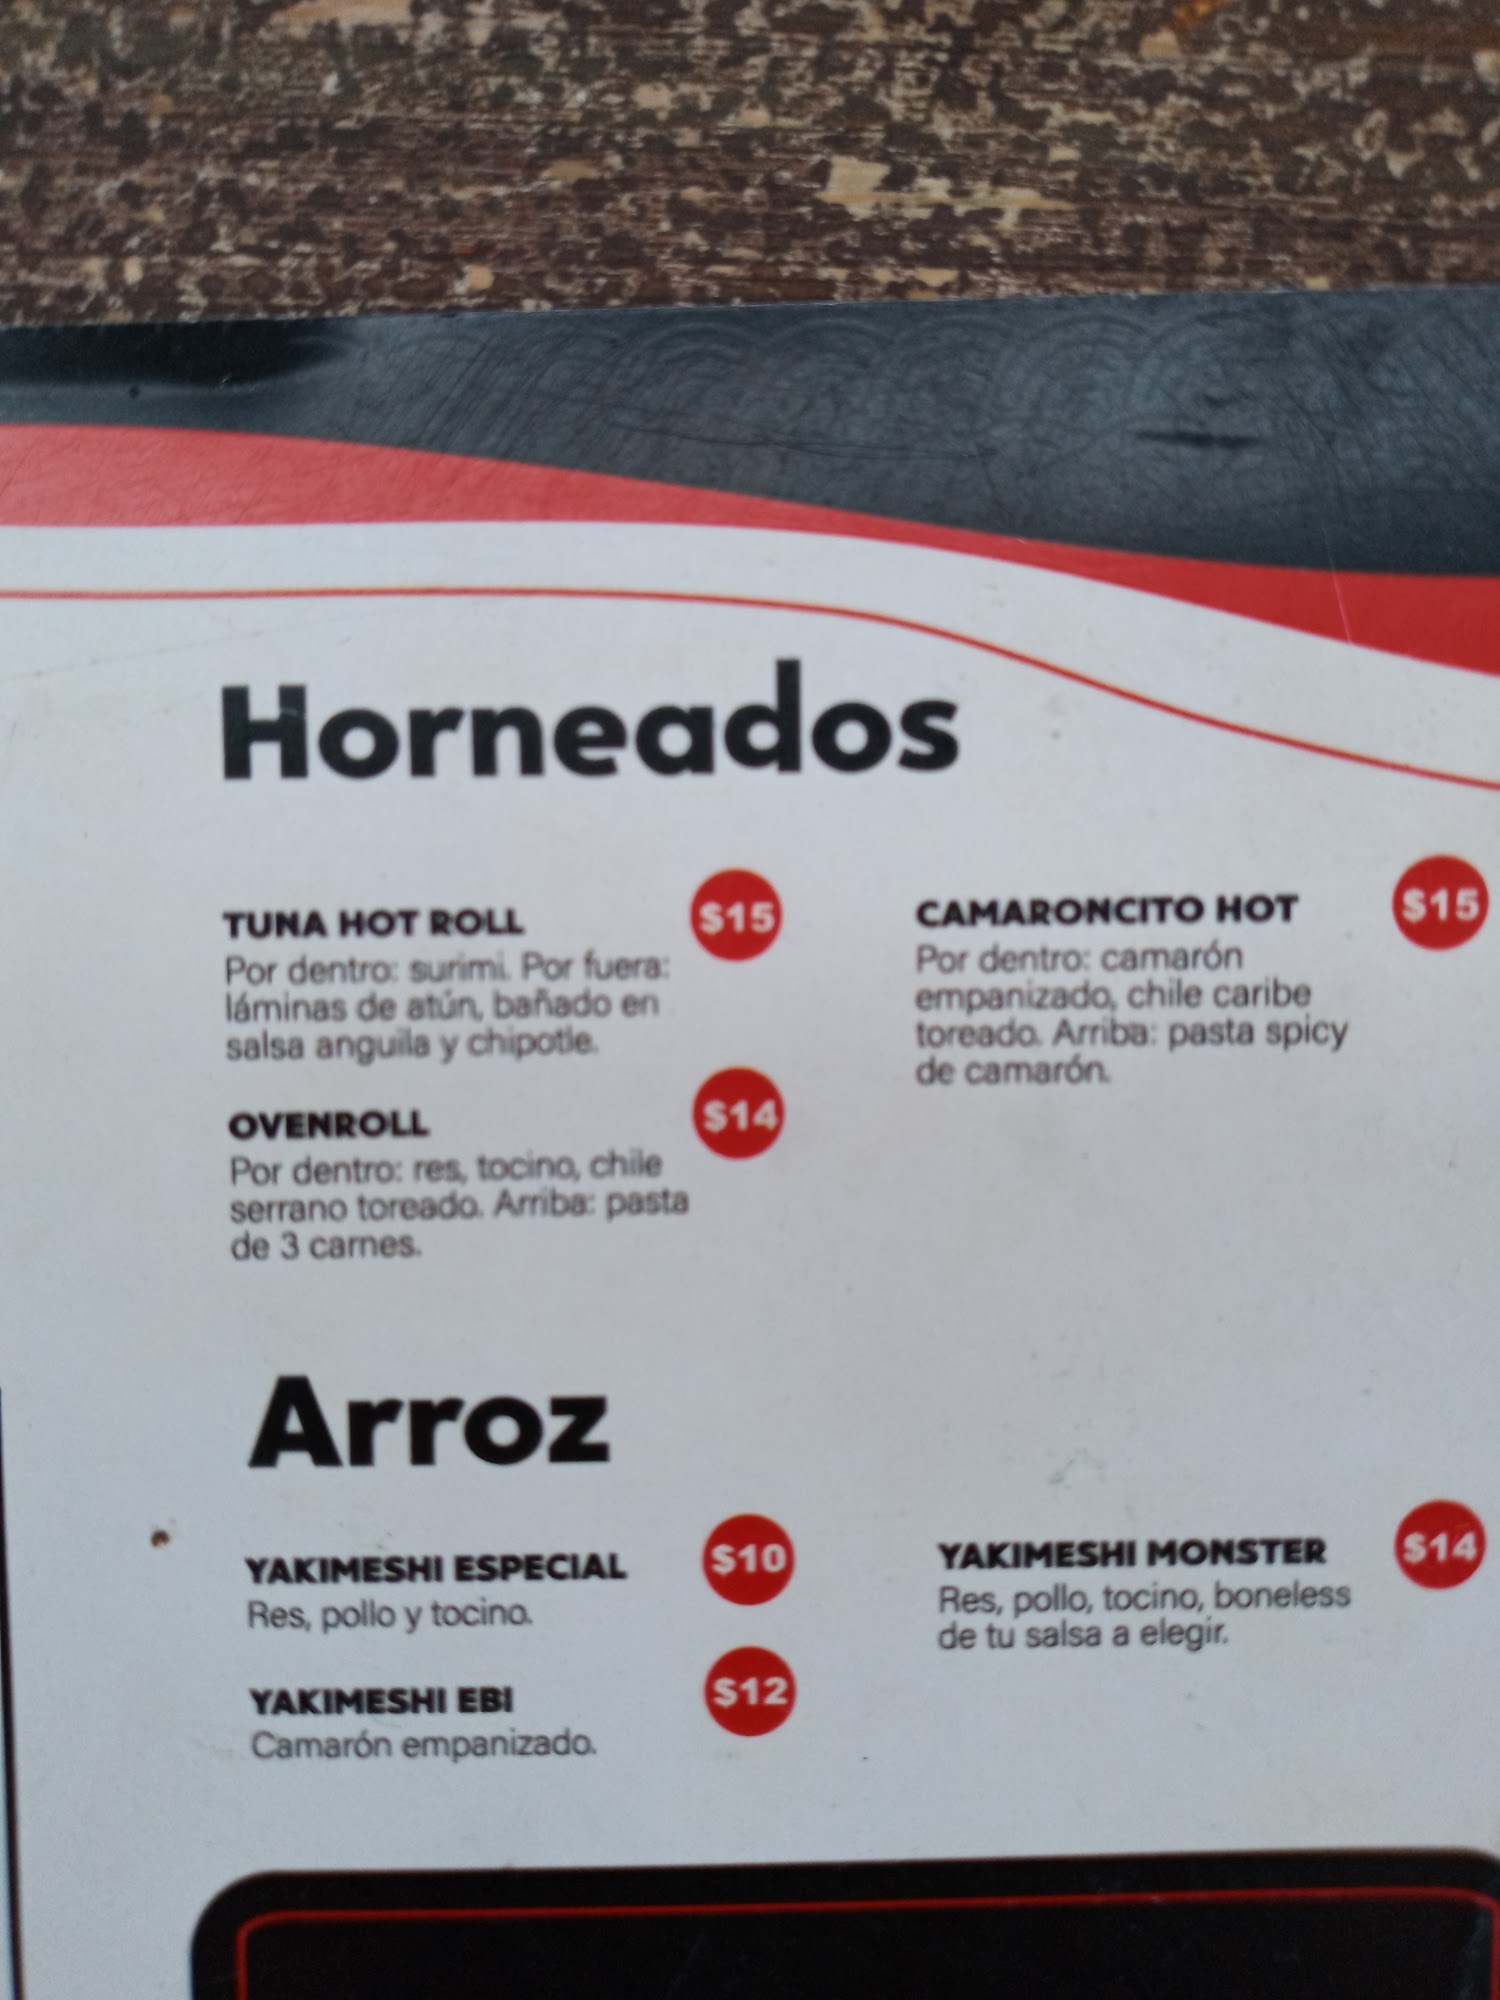 Horneados
TUNA HOT ROLL
$15
Por dentro: surimi. Por fuera:
láminas de atún, bañado en
salsa anguila y chipotle.
OVENROLL
$14
Por dentro: res, tocino, chile
serrano toreado. Arriba: pasta
de 3 carnes.
CAMARONCITO HOT
$15
Por dentro: camarón
empanizado, chile caribe
toreado. Arriba: pasta spicy
de camarón.
Arroz
YAKIMESHI ESPECIAL
$10
Res, pollo y tocino.
YAKIMESHI EBI
$12
Camarón empanizado.
YAKIMESHI MONSTER
$14
Res, pollo, tocino, boneless
de tu salsa a elegir.